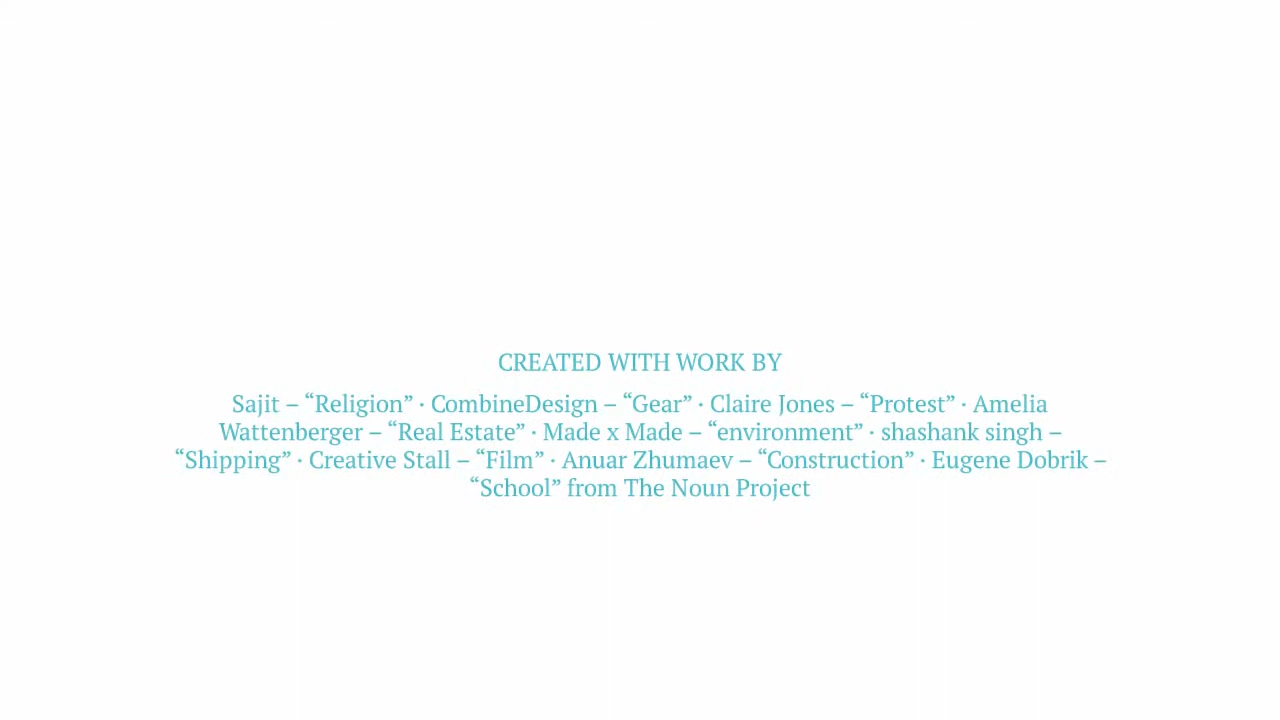 CREATED WITH WORK BY
Sajit – “Religion” · CombineDesign – “Gear” · Claire Jones – “Protest” · Amelia
Wattenberger – “Real Estate” · Made x Made – “environment” · shashank singh –
“Shipping” · Creative Stall – “Film” · Anuar Zhumaev – “Construction” · Eugene Dobrik –
“School” from The Noun Project